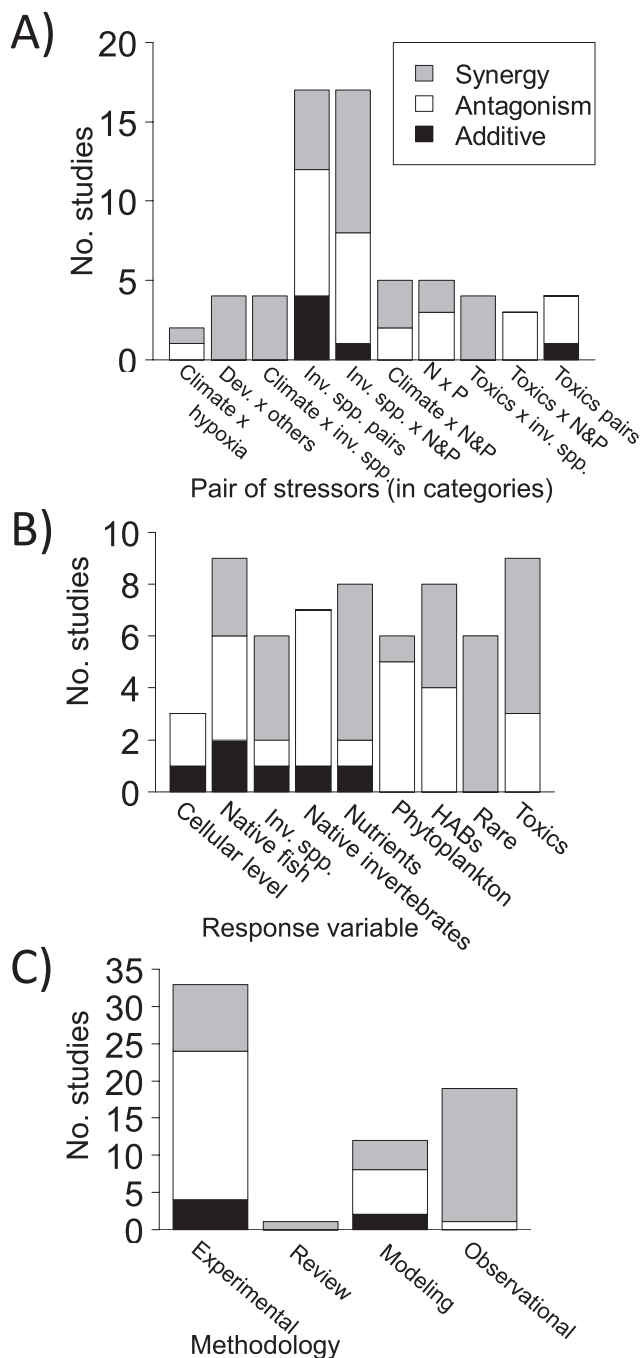 A)
20
15
10
5
0
No. studies
Synergy
Antagonism
Additive
Climate x
hypoxia
Dev. x others
Climate x inv. spp.
Inv. spp. pairs
Inv. spp. x N&P
Climate x N&P
N x P
Toxics x inv. spp.
Toxics x N&P
Toxics pairs
Pair of stressors (in categories)
B)
10
8
6
4
2
0
No. studies
Cellular level
Native fish
Inv. spp.
Native invertebrates
Nutrients
Phytoplankton
HABs
Rare
Toxics
Response variable
C)
35
30
25
20
15
10
5
0
No. studies
Experimental
Review
Modeling
Observational
Methodology